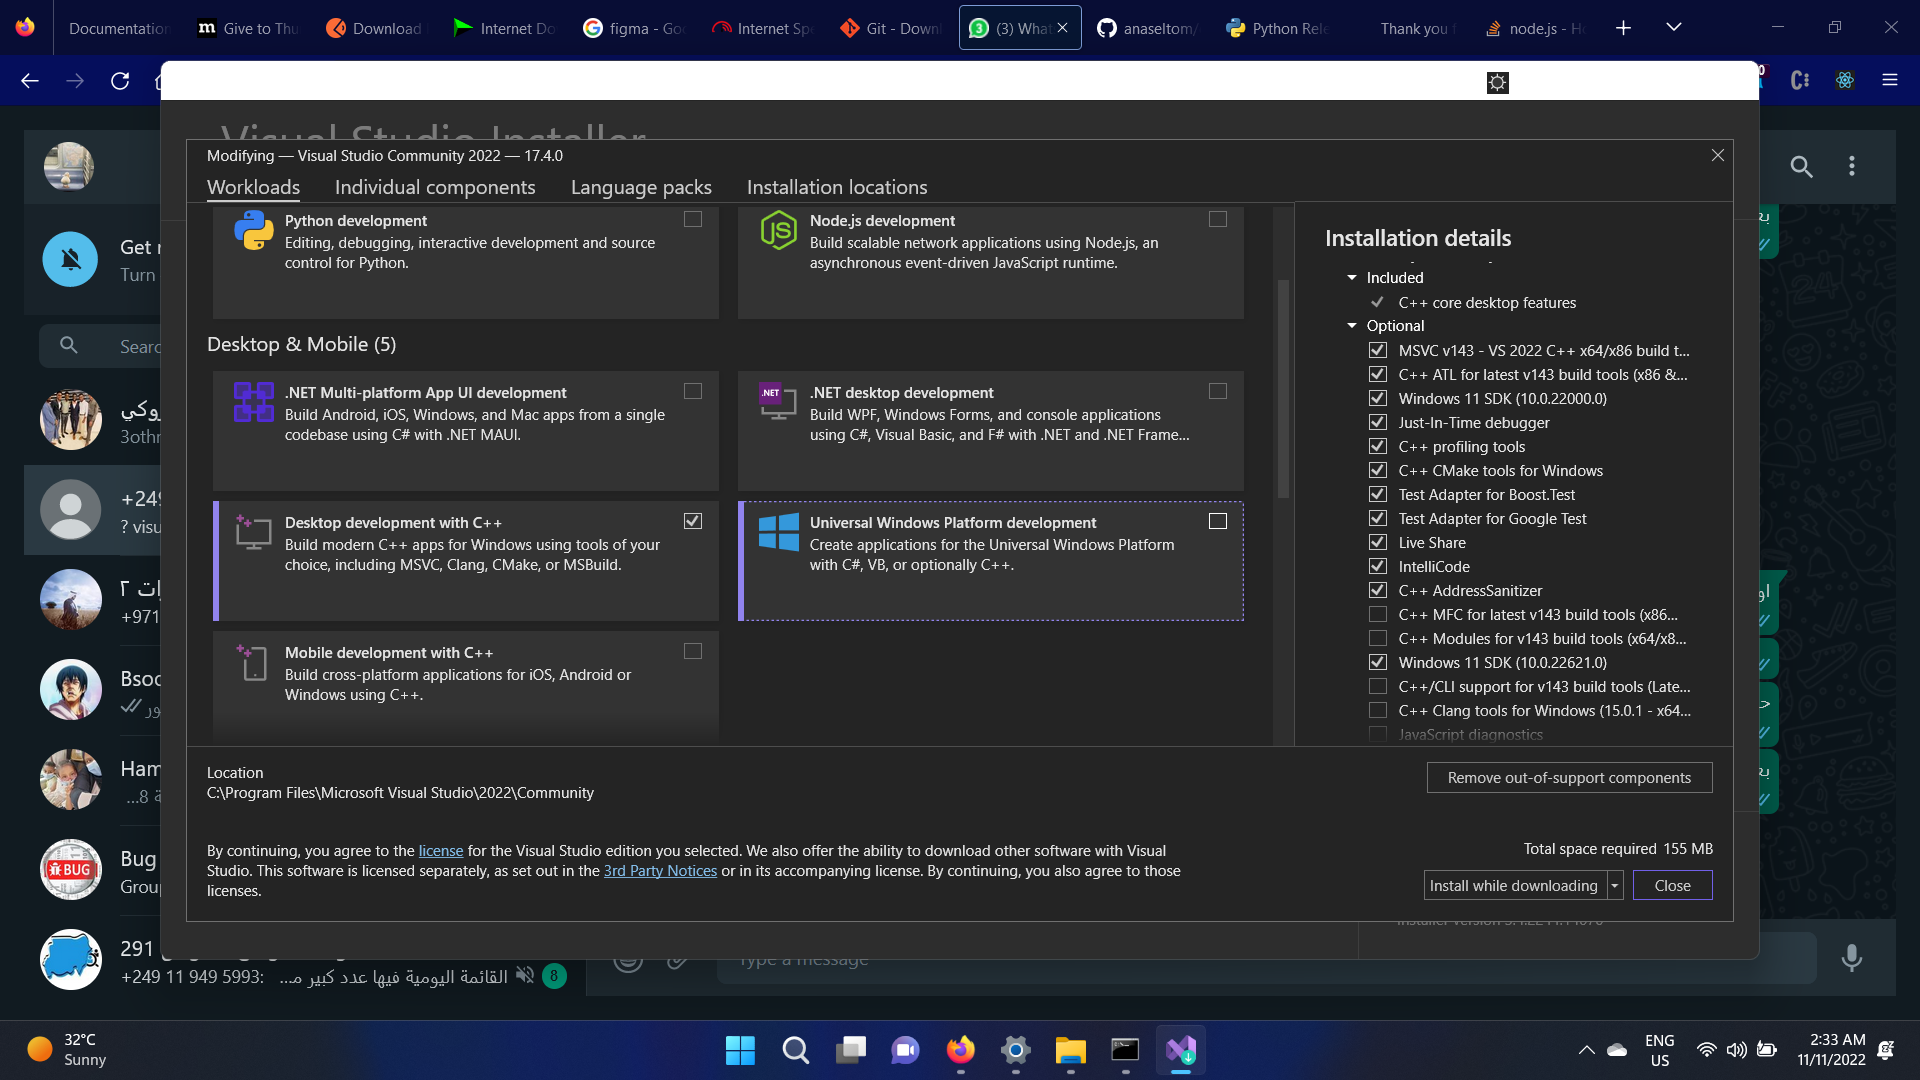 Documentation
Give to Thu
Download
Internet Do
figma - Goo
Internet Spe
Git - Downl
(3) What
anaseltom/
Python Rele
Thank you f
node.js - Ho
Visual Studio Installer
Modifying — Visual Studio Community 2022 — 17.4.0
Workloads
Individual components
Language packs
Installation locations
Python development
Editing, debugging, interactive development and source
control for Python.
Node.js development
Build scalable network applications using Node.js, an
asynchronous event-driven JavaScript runtime.
Desktop & Mobile (5)
.NET Multi-platform App UI development
Build Android, iOS, Windows, and Mac apps from a single
codebase using C# with .NET MAUI.
.NET
.NET desktop development
Build WPF, Windows Forms, and console applications
using C#, Visual Basic, and F# with .NET and .NET Frame...
Desktop development with C++
Build modern C++ apps for Windows using tools of your
choice, including MSVC, Clang, CMake, or MSBuild.
Universal Windows Platform development
Create applications for the Universal Windows Platform
with C#, VB, or optionally C++.
Mobile development with C++
Build cross-platform applications for iOS, Android or
Windows using C++.
Installation details
Included
C++ core desktop features
Optional
MSVC v143 - VS 2022 C++ x64/x86 build t...
C++ ATL for latest v143 build tools (x86 &...
Windows 11 SDK (10.0.22000.0)
Just-In-Time debugger
C++ profiling tools
C++ CMake tools for Windows
Test Adapter for Boost.Test
Test Adapter for Google Test
Live Share
IntelliCode
C++ AddressSanitizer
C++ MFC for latest v143 build tools (x86...
C++ Modules for v143 build tools (x64/x8...
Windows 11 SDK (10.0.22621.0)
C++/CLI support for v143 build tools (Late...
C++ Clang tools for Windows (15.0.1 - x64...
JavaScript diagnostics
Location
C:\Program Files\Microsoft Visual Studio\2022\Community
Remove out-of-support components
By continuing, you agree to the license for the Visual Studio edition you selected. We also offer the ability to download other software with Visual
Studio. This software is licensed separately, as set out in the 3rd Party Notices or in its accompanying license. By continuing, you also agree to those
licenses.
Total space required 155 MB
Install while downloading
Close
Get
Turn
Searc
وكي
3othr
+249
? visu
ات ٢
+971
Bsoc
ور
Ham
...8
BUG
Bug
Group
291
+249 11 949 5993: القائمة اليومية فيها عدد كبير م...
8
Type a message
32°C
Sunny
ENG
US
2:33 AM
11/11/2022